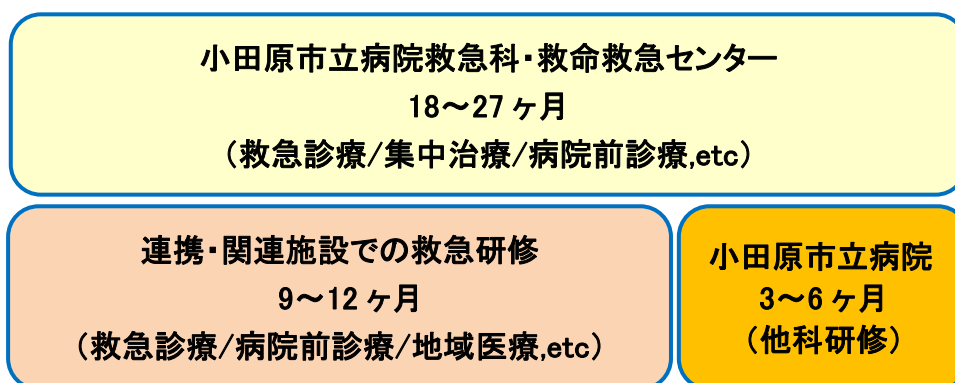 小田原市立病院救急科・救命救急センター
18～27ヶ月
（救急診療/集中治療/病院前診療,etc）
連携・関連施設での救急研修
9～12ヶ月
（救急診療/病院前診療/地域医療,etc）
小田原市立病院
3～6ヶ月
（他科研修）